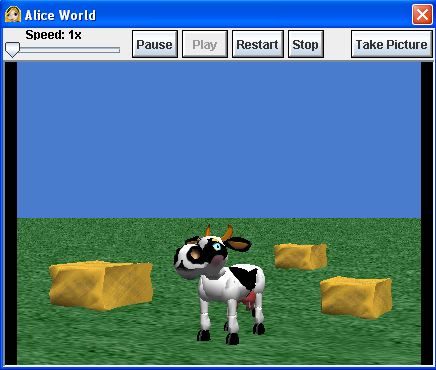 Alice World
Speed: 1x
Pause
Play
Restart
Stop
Take Picture